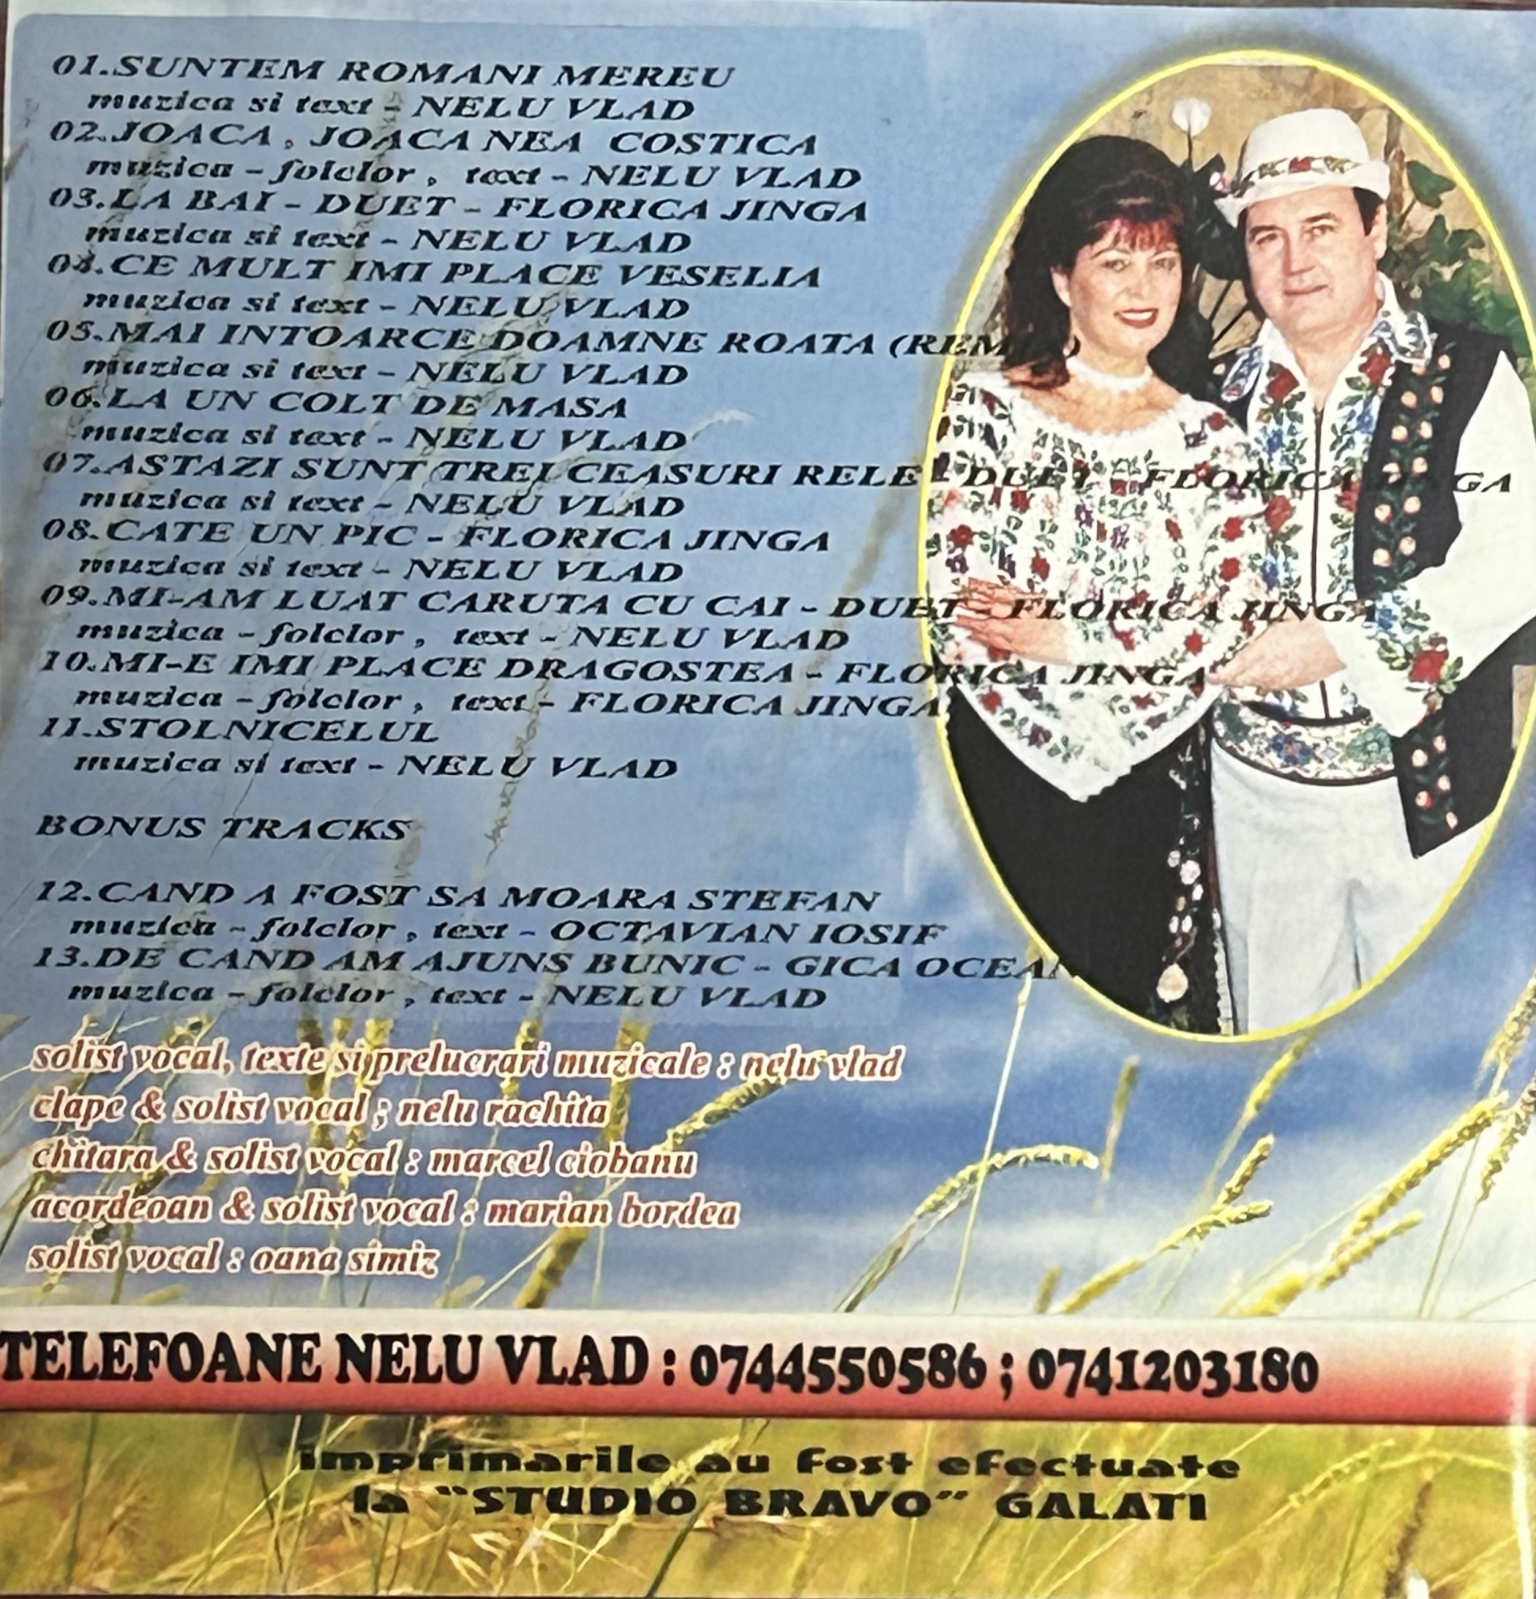 01.SUNTEM ROMANI MEREU
muzica si text - NELU VLAD
02.JOACA , JOACA NEA COSTICA
muzica - folclor , text - NELU VLAD
03.LA BAI - DUET - FLORICA JINGA
muzica si text - NELU VLAD
04.CE MULT IMI PLACE VESELIA
muzica si text - NELU VLAD
05.MAI INTOARCE DOAMNE ROATA
muzica si text - NELU VLAD
06.LA UN COLT DE MASA
muzica si text - NELU VLAD
07.ASTAZI SUNT TREI CEASURI RELE - DUET - FLORICA JINGA
muzica si text - NELU VLAD
08.CATE UN PIC - FLORICA JINGA
muzica si text - NELU VLAD
09.MI-AM LUAT CARUTA CU CAI - DUET - FLORICA JINGA
muzica - folclor , text - NELU VLAD
10.MI-E IMI PLACE DRAGOSTEA - FLORICA JINGA
muzica - folclor , text - FLORICA JINGA
11.STOLNICELUL
muzica si text - NELU VLAD
BONUS TRACKS
12.CAND A FOST SA MOARA STEFAN
muzica - folclor , text - OCTAVIAN IOSIF
13.DE CAND AM AJUNS BUNIC - GICA
muzica - folclor , text - NELU VLAD
solist vocal, texte si prelucrari muzicale : nelu vlad
clape & solist vocal ; nelu rachita
chitara & solist vocal : marcel ciobanu
acordeoan & solist vocal : marian bordea
solist vocal : oana simiz
TELEFOANE NELU VLAD : 0744550586 ; 0741203180
imprimarile au fost efectuate
la "STUDIO BRAVO" GALATI